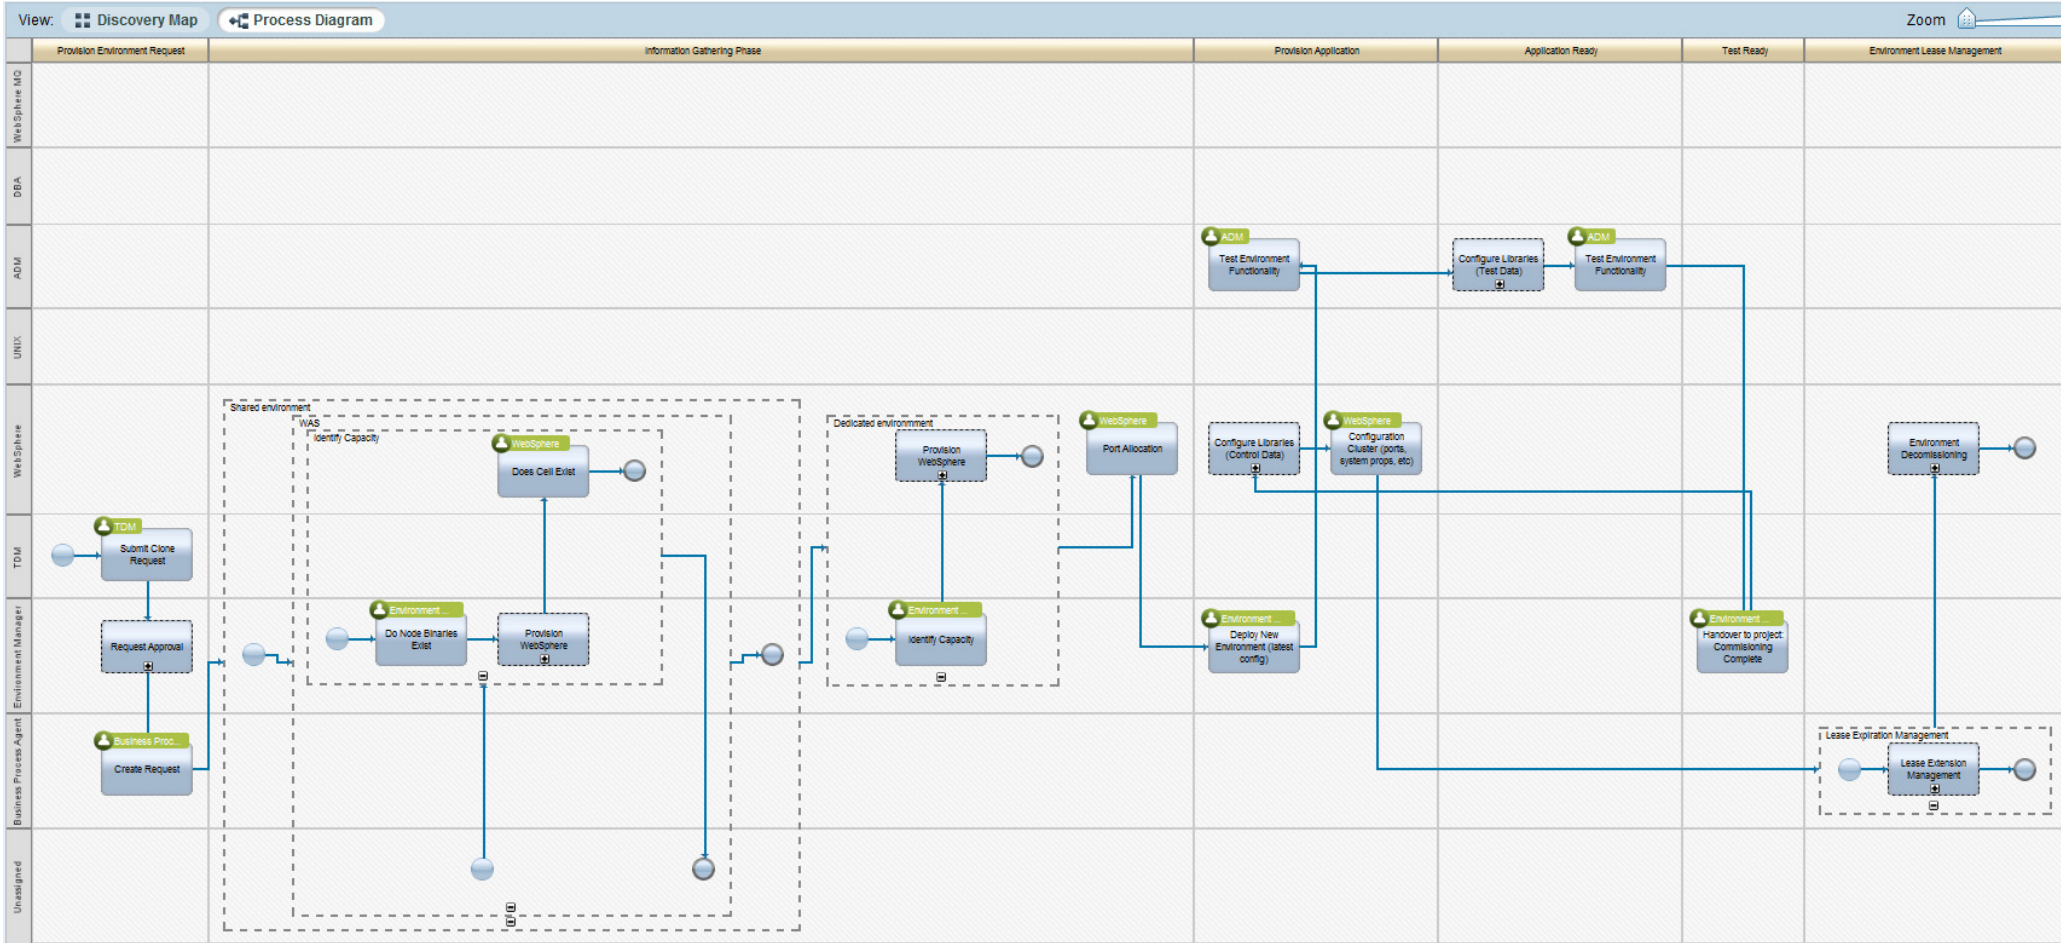 View:
Discovery Map
Process Diagram
Zoom
Provision Environment Request
Information Gathering Phase
Provision Application
Application Ready
Test Ready
Environment Lease Management
WebSphere MQ
DBA
ADM
UNIX
WebSphere
TDM
Environment Manager
Business Process Agent
Unassigned
ADM
Test Environment
Functionality
Configure Libraries
(Test Data)
ADM
Test Environment
Functionality
Shared environment
WAS
Identify Capacity
WebSphere
Does Cell Exist
Dedicated environmment
Provision
WebSphere
WebSphere
Port Allocation
Configure Libraries
(Control Data)
WebSphere
Configuration
Cluster (ports,
system props, etc)
Environment
Decomissioning
TDM
Submit Clone
Request
Request Approval
Environment ...
Do Node Binaries
Exist
Provision
WebSphere
Environment ...
Identify Capacity
Environment ...
Deploy New
Environment (latest
config)
Environment ...
Handover to project:
Commisioning
Complete
Business Proc...
Create Request
Lease Expiration Management
Lease Extension
Management